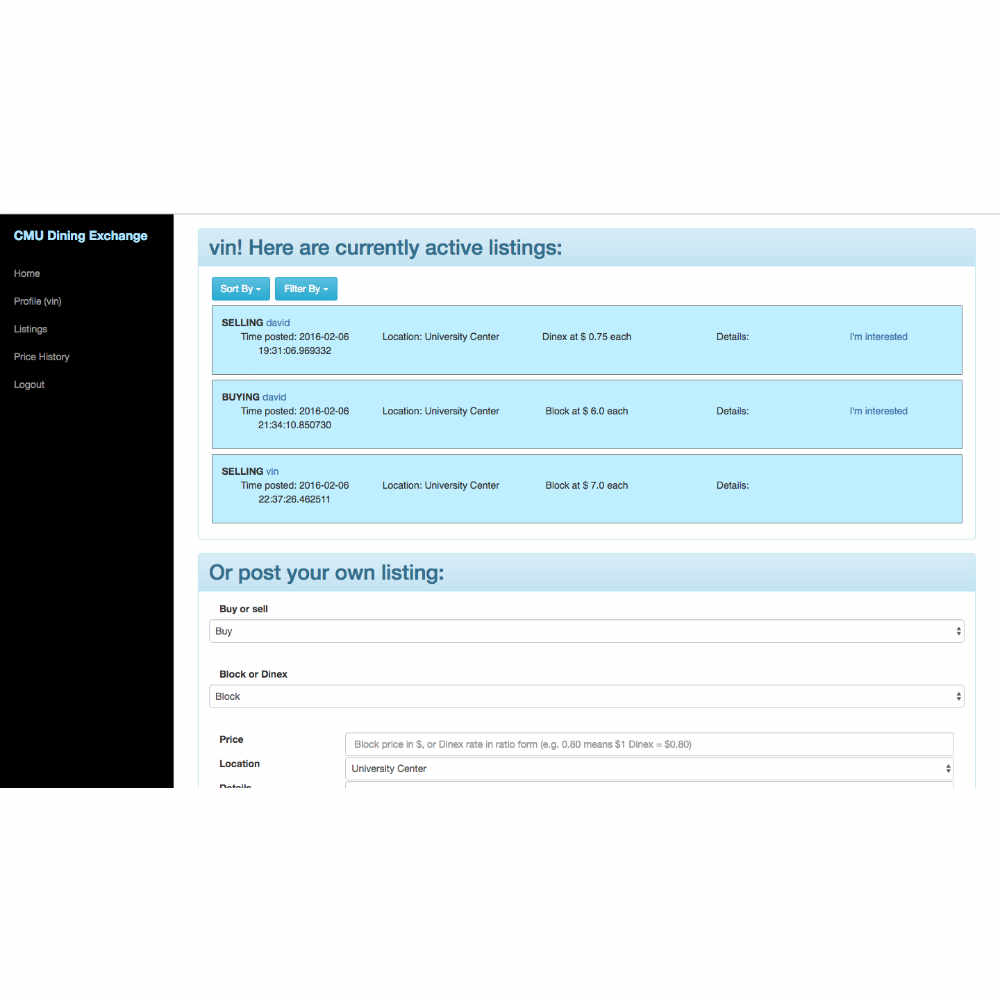 CMU Dining Exchange
Home
Profile (vin)
Listings
Price History
Logout
vin! Here are currently active listings:
Sort By
Filter By
SELLING david
Time posted: 2016-02-06 Location: University Center Dinex at $ 0.75 each Details: I'm interested
19:31:06.969332
BUYING david
Time posted: 2016-02-06 Location: University Center Block at $ 6.0 each Details: I'm interested
21:34:10.850730
SELLING vin
Time posted: 2016-02-06 Location: University Center Block at $ 7.0 each Details:
22:37:26.462511
Or post your own listing:
Buy or sell
Buy
Block or Dinex
Block
Price Block price in $, or Dinex rate in ratio form (e.g. 0.80 means $1 Dinex = $0.80)
Location University Center
Details